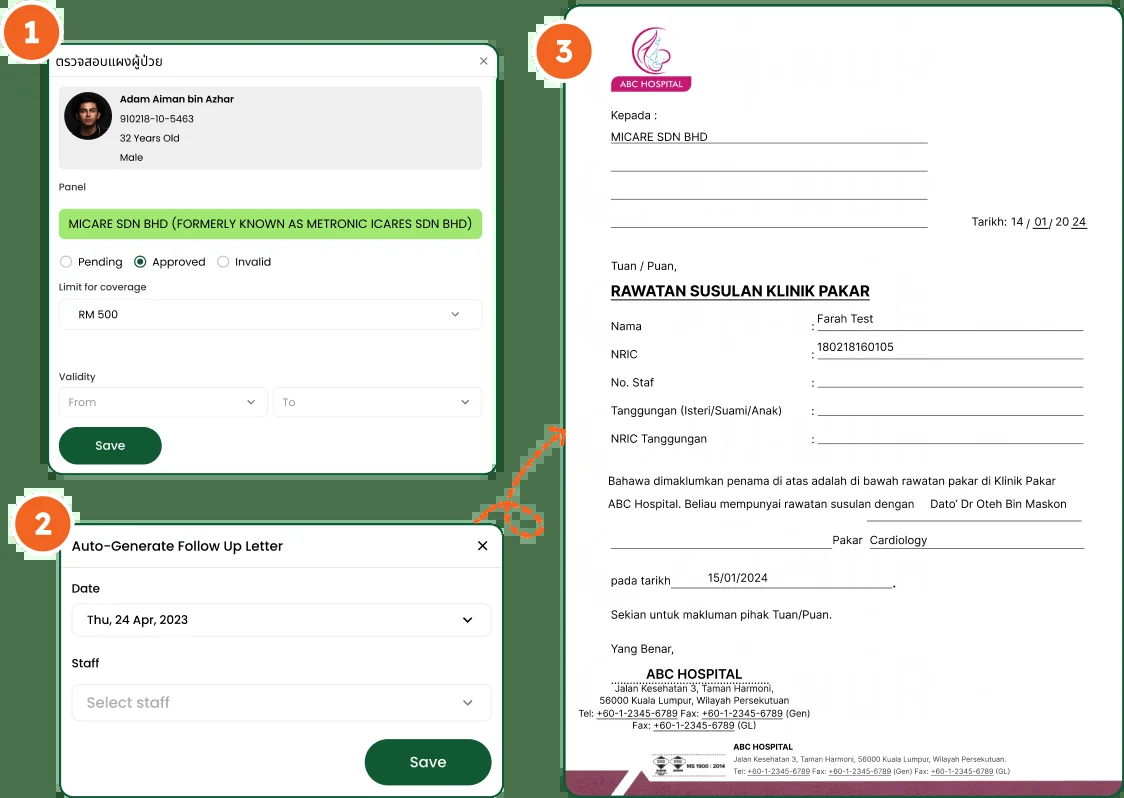 1
ตรวจสอบแผงผู้ป่วย
Adam Aiman bin Azhar
910218-10-5463
32 Years Old
Male
Panel
MICARE SDN BHD (FORMERLY KNOWN AS METRONIC ICARES SDN BHD)
Pending Approved Invalid
Limit for coverage
RM 500
Validity
From To
Save
2
Auto-Generate Follow Up Letter
Date
Thu, 24 Apr, 2023
Staff
Select staff
Save
3
ABC HOSPITAL
Kepada :
MICARE SDN BHD
Tarikh: 14 / 01 / 20 24
Tuan / Puan,
RAWATAN SUSULAN KLINIK PAKAR
Nama : Farah Test
NRIC : 180218160105
No. Staf :
Tanggungan (Isteri/Suami/Anak) :
NRIC Tanggungan :
Bahawa dimaklumkan penama di atas adalah di bawah rawatan pakar di Klinik Pakar
ABC Hospital. Beliau mempunyai rawatan susulan dengan Dato’ Dr Oteh Bin Maskon
Pakar Cardiology
pada tarikh 15/01/2024 .
Sekian untuk makluman pihak Tuan/Puan.
Yang Benar,
ABC HOSPITAL
Jalan Kesehatan 3, Taman Harmoni,
56000 Kuala Lumpur, Wilayah Persekutuan
Tel: +60-1-2345-6789 Fax: +60-1-2345-6789 (Gen)
Fax: +60-1-2345-6789 (GL)
MS 1900 : 2014
ABC HOSPITAL
Jalan Kesehatan 3, Taman Harmoni, 56000 Kuala Lumpur, Wilayah Persekutuan.
Tel: +60-1-2345-6789 Fax: +60-1-2345-6789 (Gen) Fax: +60-1-2345-6789 (GL)